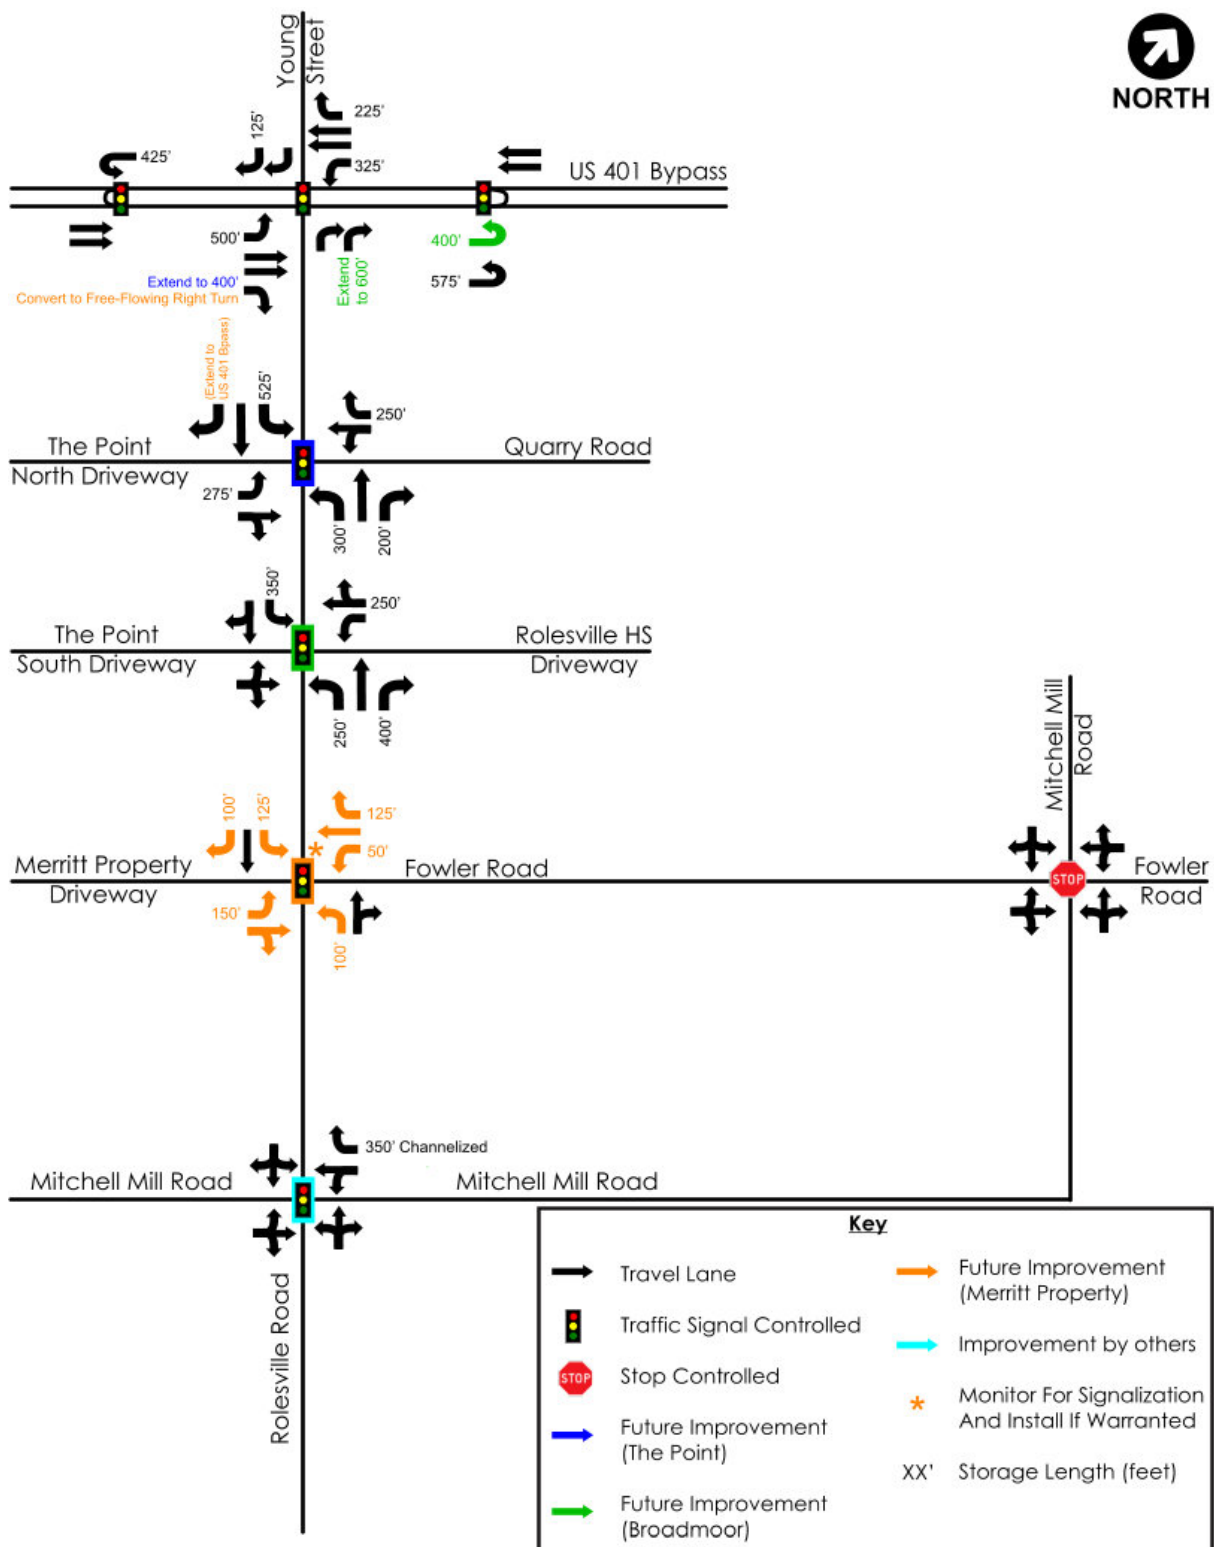 Young
Street
NORTH
225'
125'
425'
325'
US 401 Bypass
500'
400'
Extend
to 600'
575'
Extend to 400'
Convert to Free-Flowing Right Turn
(Extend to
US 401 Bpass)
525'
250'
The Point
North Driveway
Quarry Road
275'
300'
200'
350'
250'
The Point
South Driveway
Rolesville HS
Driveway
250'
400'
Mitchell Mill
Road
100'
125'
125'
*
50'
Merritt Property
Driveway
Fowler Road
STOP
Fowler
Road
150'
100'
350' Channelized
Mitchell Mill Road
Mitchell Mill Road
Rolesville Road
Key
Travel Lane
Traffic Signal Controlled
STOP
Stop Controlled
Future Improvement
(The Point)
Future Improvement
(Broadmoor)
Future Improvement
(Merritt Property)
Improvement by others
*
Monitor For Signalization
And Install If Warranted
XX' Storage Length (feet)